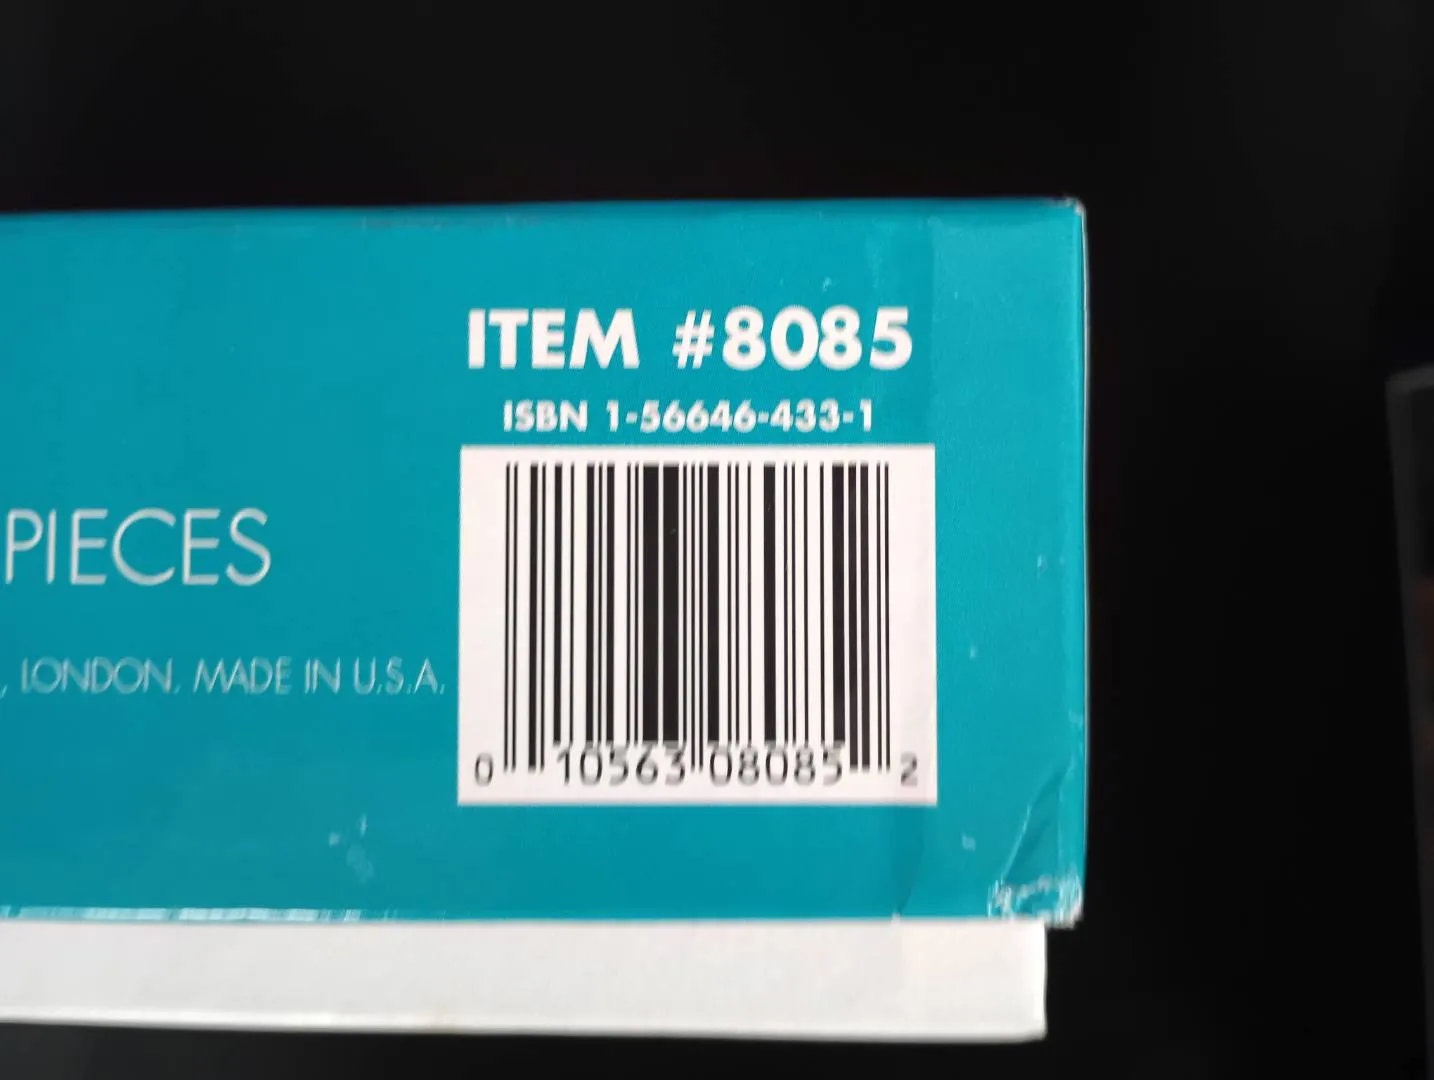 ITEM #8085
ISBN 1-56646-433-1
PIECES
, LONDON. MADE IN U.S.A.
0 10563 08085 2